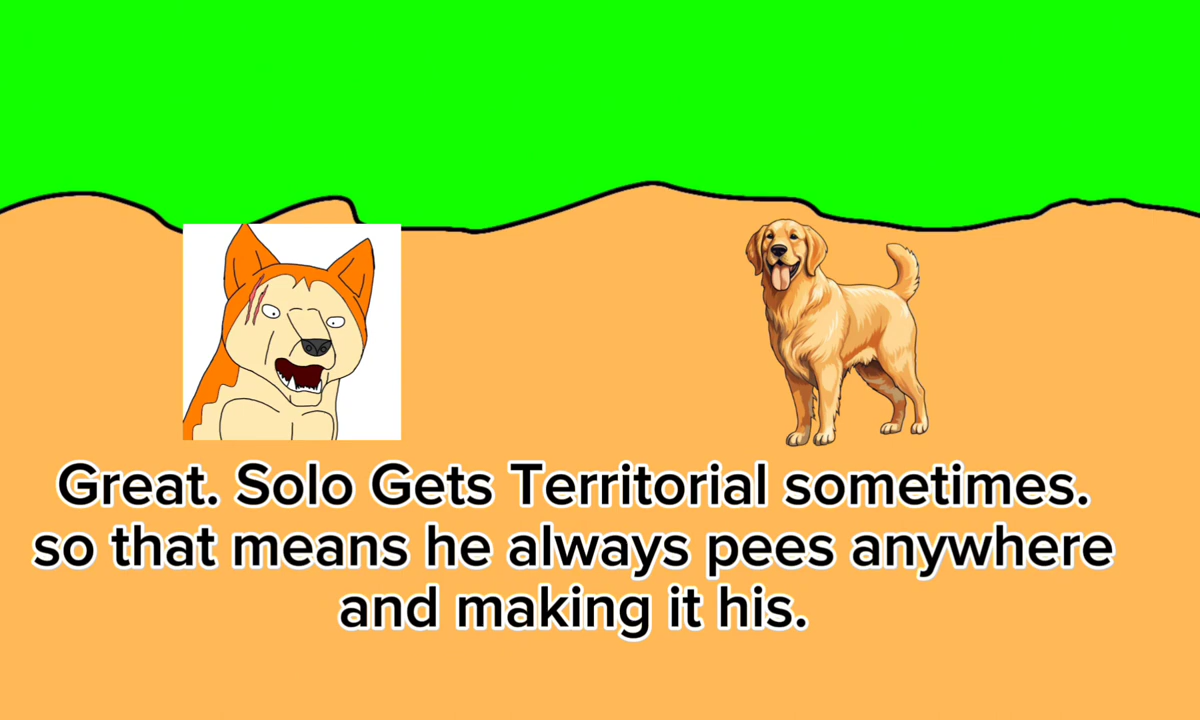 Great. Solo Gets Territorial sometimes.
so that means he always pees anywhere
and making it his.